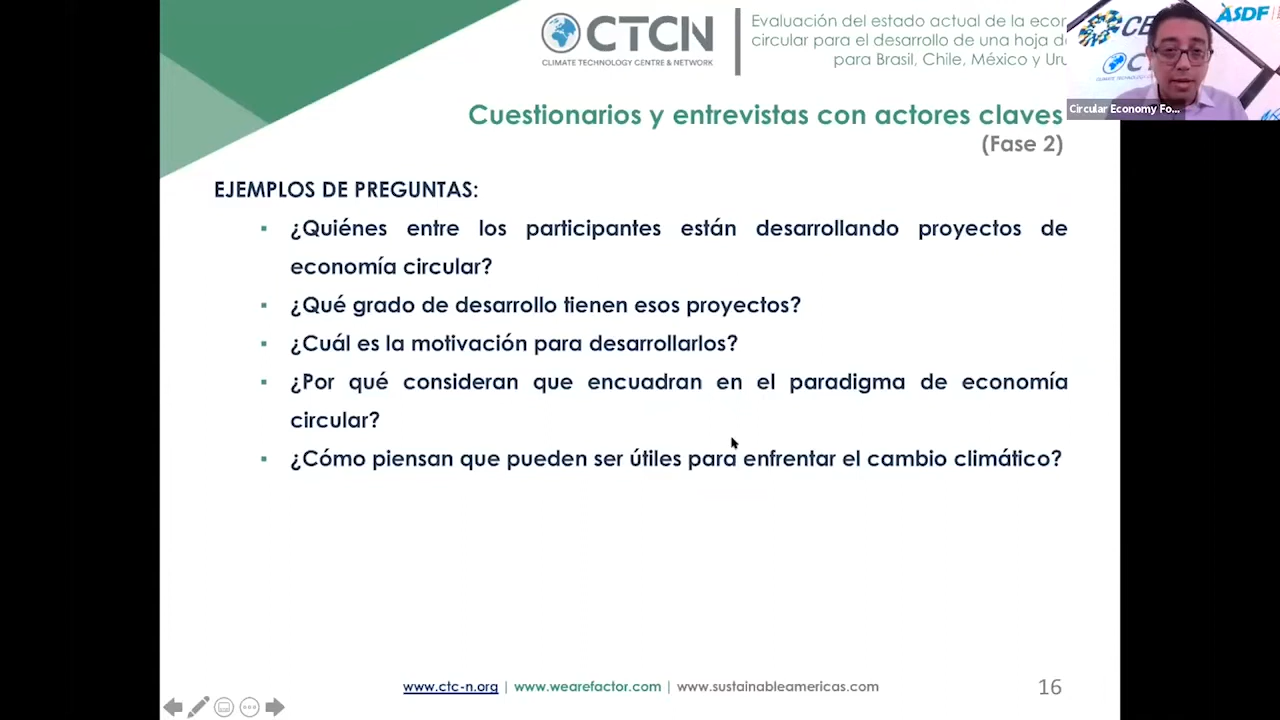 CTCN
CLIMATE TECHNOLOGY CENTRE & NETWORK
Evaluación del estado actual de la
circular para el desarrollo de una hoja
para Brasil, Chile, México y
ASDF
Circular Economy Fo...
Cuestionarios y entrevistas con actores claves
(Fase 2)
EJEMPLOS DE PREGUNTAS:
▪ ¿Quiénes entre los participantes están desarrollando proyectos de
economía circular?
▪ ¿Qué grado de desarrollo tienen esos proyectos?
▪ ¿Cuál es la motivación para desarrollarlos?
▪ ¿Por qué consideran que encuadran en el paradigma de economía
circular?
▪ ¿Cómo piensan que pueden ser útiles para enfrentar el cambio climático?
www.ctc-n.org | www.wearefactor.com | www.sustainableamericas.com
16